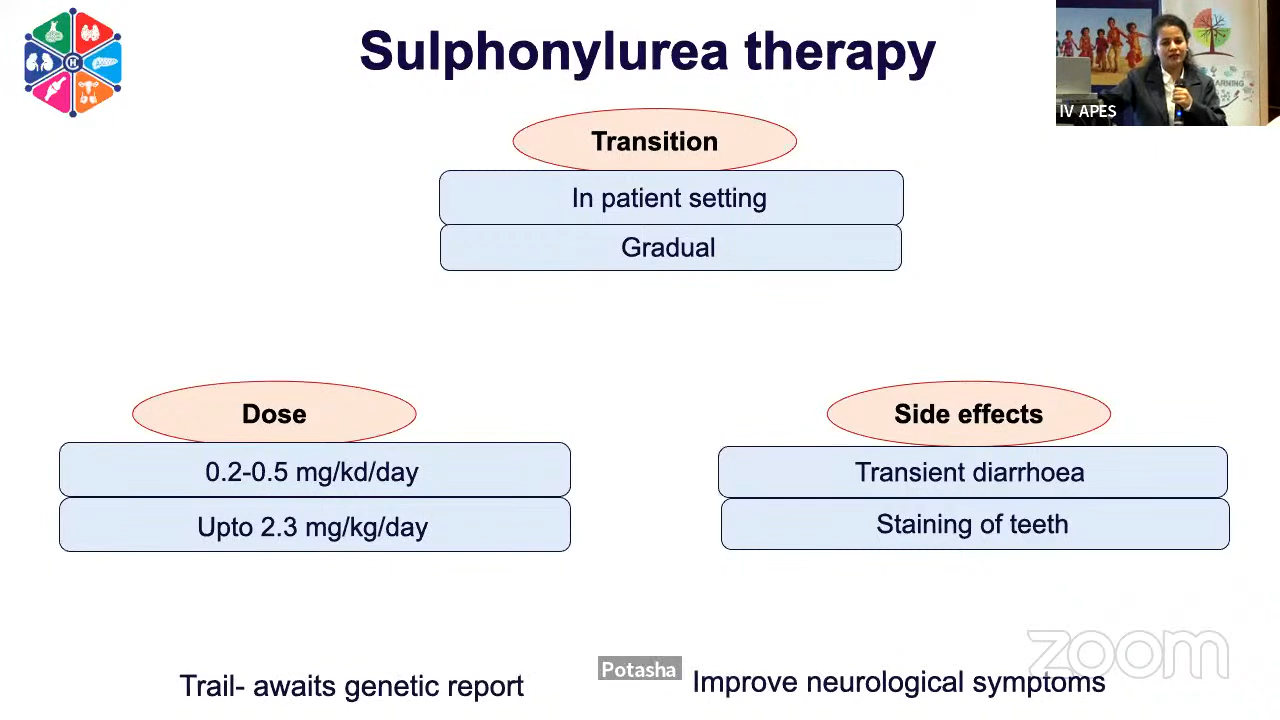 Sulphonylurea therapy
IV APES
Transition
In patient setting
Gradual
Dose
0.2-0.5 mg/kd/day
Upto 2.3 mg/kg/day
Side effects
Transient diarrhoea
Staining of teeth
Trail- awaits genetic report
Potasha
Improve neurological symptoms
zoom